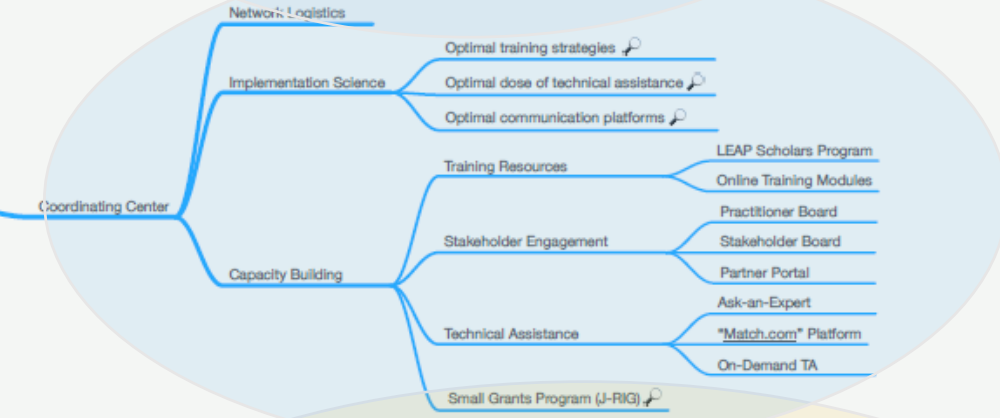 Network Logistics
Optimal training strategies
Implementation Science
Optimal dose of technical assistance
Optimal communication platforms
LEAP Scholars Program
Training Resources
Online Training Modules
Coordinating Center
Practitioner Board
Stakeholder Engagement
Stakeholder Board
Capacity Building
Partner Portal
Ask-an-Expert
Technical Assistance
"Match.com" Platform
On-Demand TA
Small Grants Program (J-RIG)